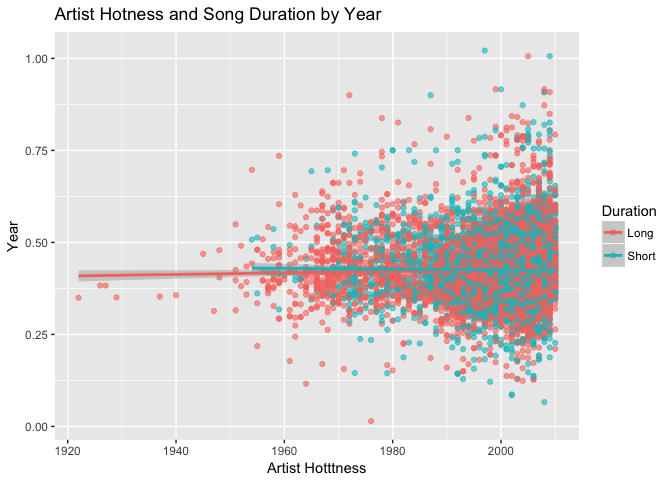 Artist Hotness and Song Duration by Year
1.00
0.75
0.50
0.25
0.00
Year
1920
1940
1960
1980
2000
Artist Hotttness
Duration
Long
Short